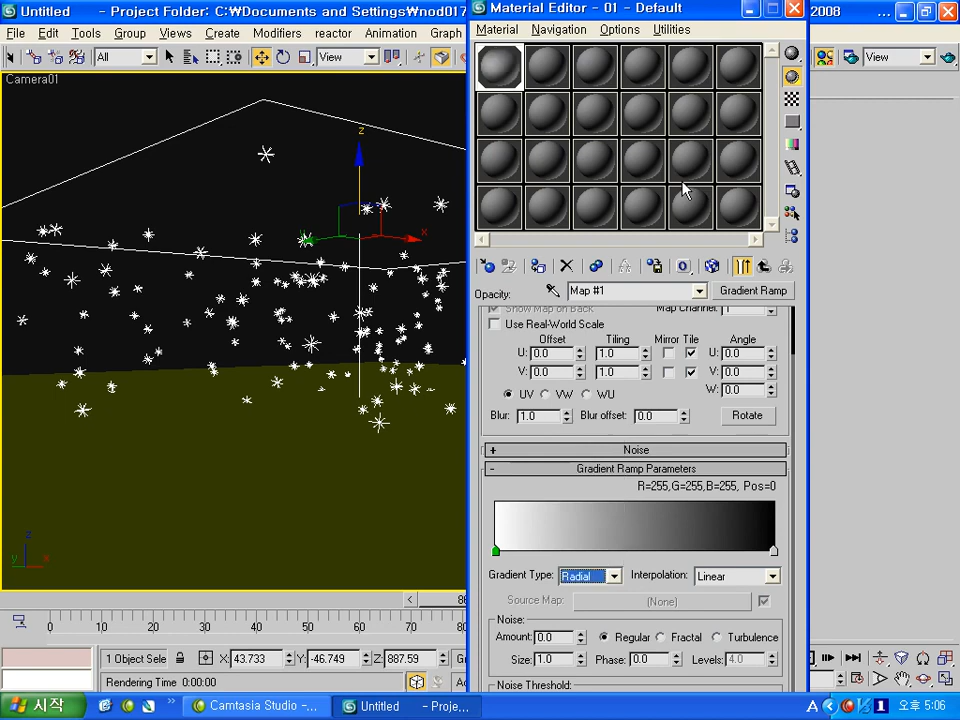 Untitled - Project Folder: C:₩Documents and Settings₩nod017
Material Editor - 01 - Default
2008 ...
File Edit Tools Group Views Create Modifiers reactor Animation Graph
Material Navigation Options Utilities
All
View
View
Camera01
z
x
y
Opacity:
Map #1
Gradient Ramp
Show Map on Back
Map Channel: 1
Use Real-World Scale
Offset Tiling Mirror Tile Angle
U: 0.0 1.0 U: 0.0
V: 0.0 1.0 V: 0.0
W: 0.0
UV VW WU
Blur: 1.0 Blur offset: 0.0 Rotate
+ Noise
- Gradient Ramp Parameters
R=255,G=255,B=255, Pos=0
Gradient Type: Radial Interpolation: Linear
Source Map: (None)
Noise:
Amount: 0.0 Regular Fractal Turbulence
Size: 1.0 Phase: 0.0 Levels: 4.0
Noise Threshold:
z
y x
0 10 20 30 40 50 60 70 80
1 Object Sele X: 43.733 Y: -46.749 Z: 887.59
Rendering Time 0:00:00
시작
Camtasia Studio -...
Untitled - Proje...
A
오후 5:06